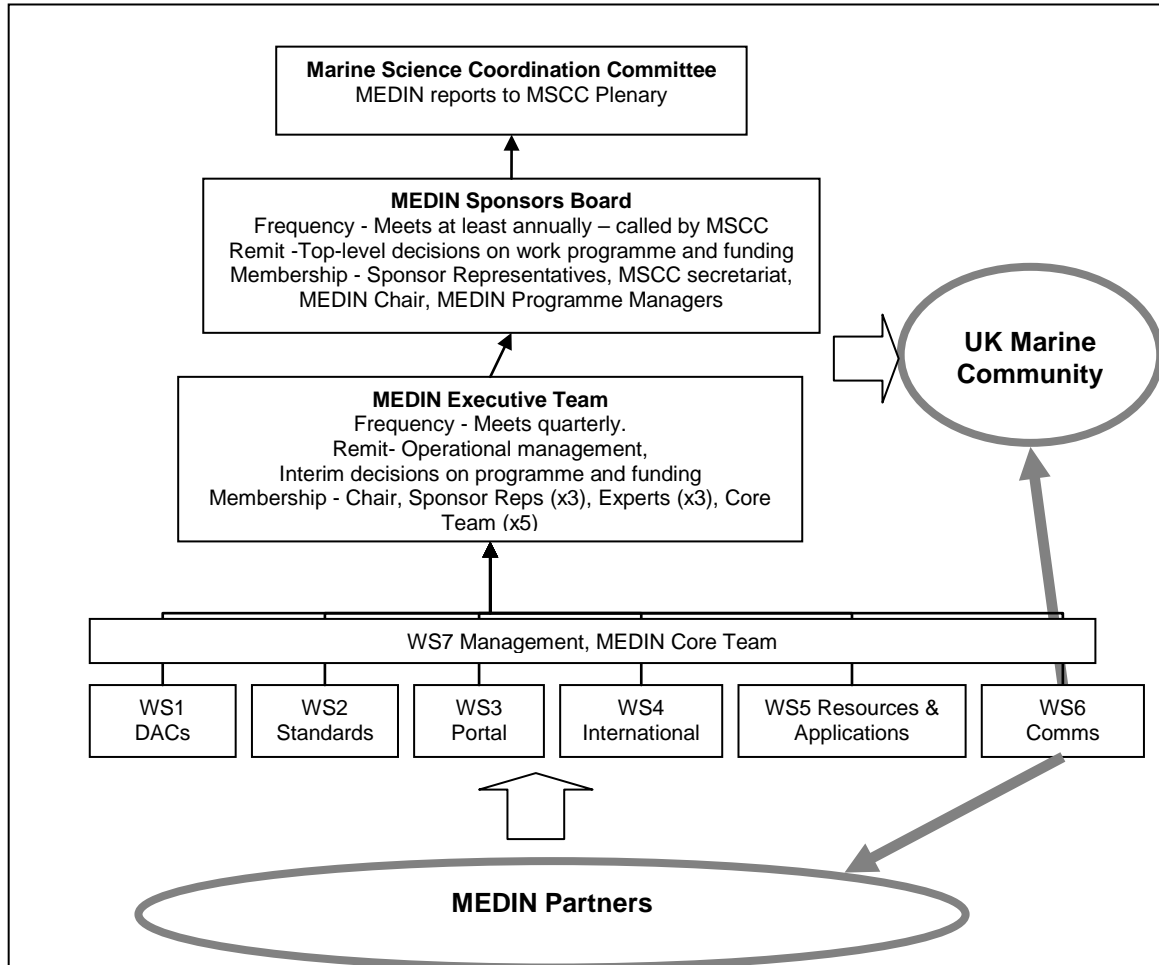 Marine Science Coordination Committee
MEDIN reports to MSCC Plenary
MEDIN Sponsors Board
Frequency - Meets at least annually – called by MSCC
Remit -Top-level decisions on work programme and funding
Membership - Sponsor Representatives, MSCC secretariat,
MEDIN Chair, MEDIN Programme Managers
UK Marine
Community
MEDIN Executive Team
Frequency - Meets quarterly.
Remit- Operational management,
Interim decisions on programme and funding
Membership - Chair, Sponsor Reps (x3), Experts (x3), Core
Team (x5)
WS7 Management, MEDIN Core Team
WS1
DACs
WS2
Standards
WS3
Portal
WS4
International
WS5 Resources &
Applications
WS6
Comms
MEDIN Partners